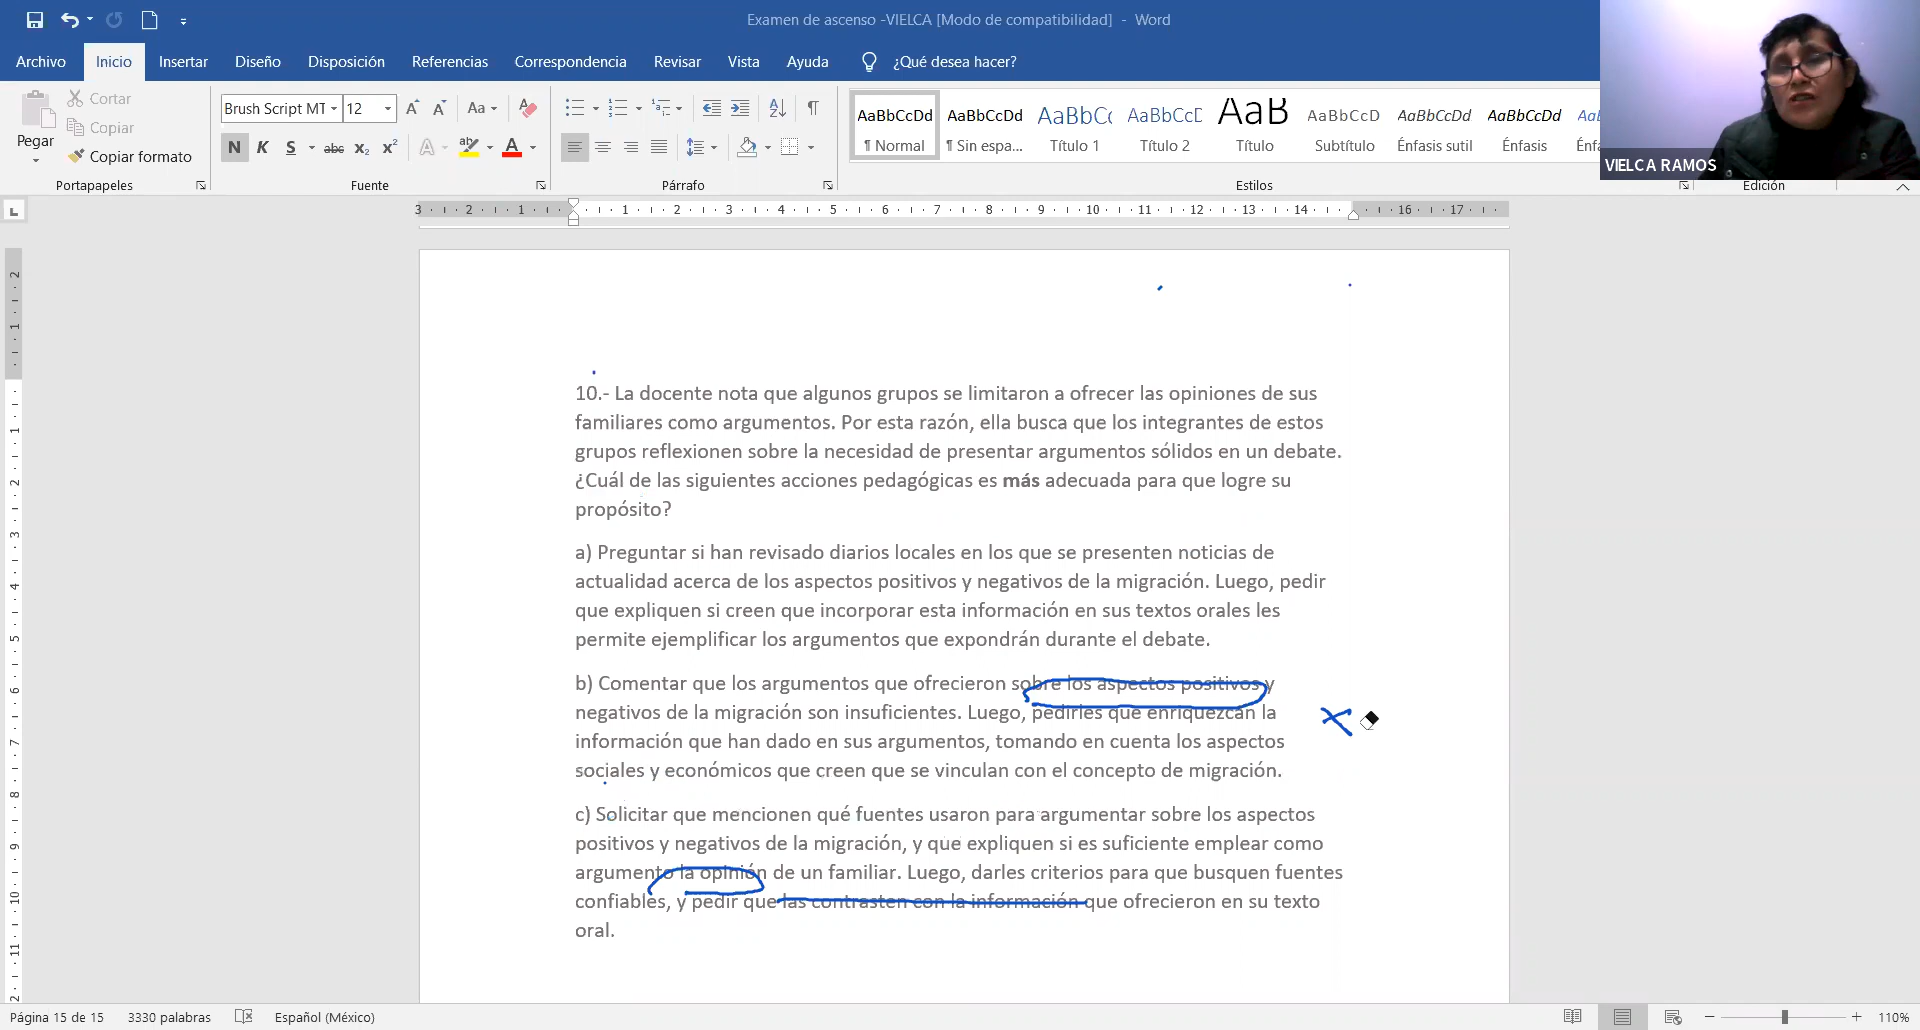 Examen de ascenso -VIELCA [Modo de compatibilidad] - Word
Archivo Inicio Insertar Diseño Disposición Referencias Correspondencia Revisar Vista Ayuda ¿Qué desea hacer?
Pegar
Cortar
Copiar
Copiar formato
Portapapeles
Brush Script MT 12 Aa
N K S abc x₂ x² A A
Fuente
Párrafo
AaBbCcDd AaBbCcDd AaBbCc AaBbCcD AaB AaBbCcD AaBbCcDd AaBbCcDd AaBb
¶ Normal ¶ Sin espa... Título 1 Título 2 Título Subtítulo Énfasis sutil Énfasis
Estilos
Edición
VIELCA RAMOS
3 2 1 1 2 3 4 5 6 7 8 9 10 11 12 13 14 16 17
10.- La docente nota que algunos grupos se limitaron a ofrecer las opiniones de sus
familiares como argumentos. Por esta razón, ella busca que los integrantes de estos
grupos reflexionen sobre la necesidad de presentar argumentos sólidos en un debate.
¿Cuál de las siguientes acciones pedagógicas es más adecuada para que logre su
propósito?
a) Preguntar si han revisado diarios locales en los que se presenten noticias de
actualidad acerca de los aspectos positivos y negativos de la migración. Luego, pedir
que expliquen si creen que incorporar esta información en sus textos orales les
permite ejemplificar los argumentos que expondrán durante el debate.
b) Comentar que los argumentos que ofrecieron sobre los aspectos positivos y
negativos de la migración son insuficientes. Luego, pedirles que enriquezcan la
información que han dado en sus argumentos, tomando en cuenta los aspectos
sociales y económicos que creen que se vinculan con el concepto de migración.
c) Solicitar que mencionen qué fuentes usaron para argumentar sobre los aspectos
positivos y negativos de la migración, y que expliquen si es suficiente emplear como
argumento la opinión de un familiar. Luego, darles criterios para que busquen fuentes
confiables, y pedir que las contrasten con la información que ofrecieron en su texto
oral.
Página 15 de 15 3330 palabras Español (México) 110%